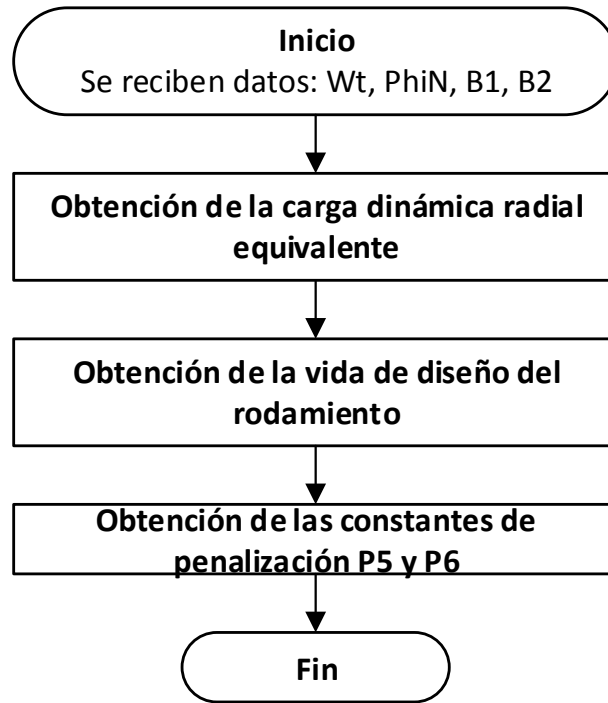 Inicio
Se reciben datos: Wt, PhiN, B1, B2
Obtención de la carga dinámica radial
equivalente
Obtención de la vida de diseño del
rodamiento
Obtención de las constantes de
penalización P5 y P6
Fin